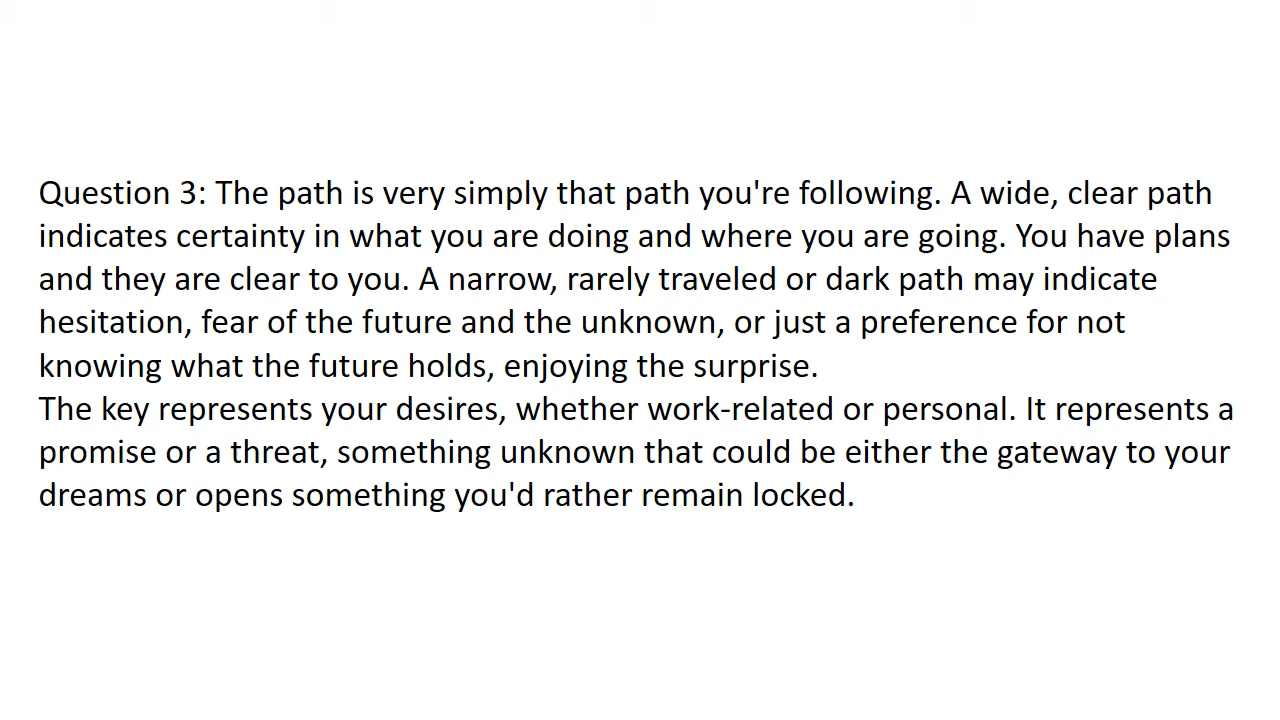 Question 3: The path is very simply that path you're following. A wide, clear path
indicates certainty in what you are doing and where you are going. You have plans
and they are clear to you. A narrow, rarely traveled or dark path may indicate
hesitation, fear of the future and the unknown, or just a preference for not
knowing what the future holds, enjoying the surprise.
The key represents your desires, whether work-related or personal. It represents a
promise or a threat, something unknown that could be either the gateway to your
dreams or opens something you'd rather remain locked.